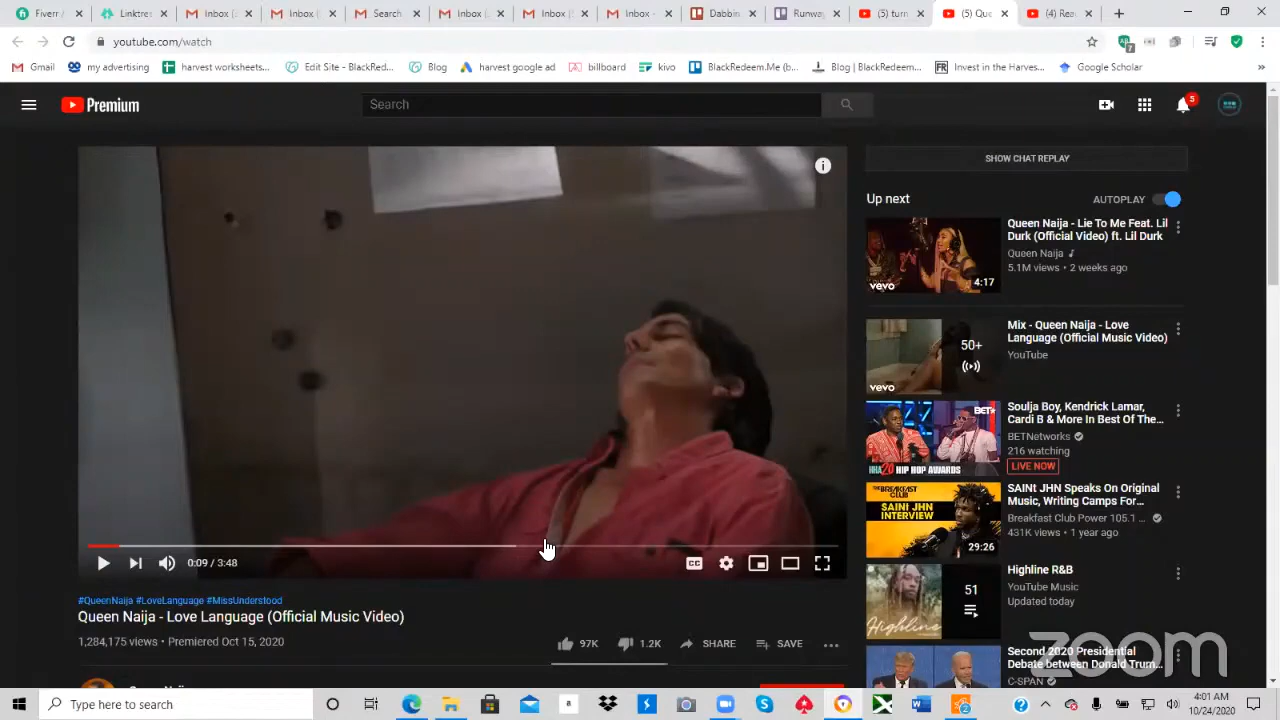 Fiverr
Linktre
Inbox (
Inbox (
Search
Inbox (
Inbox (
Inbox
Dabbin
Runwa
(5) turn
(5) Que
(4) Rea
youtube.com/watch
Gmail
my advertising
harvest worksheets...
Edit Site - BlackRed...
Blog
harvest google ad
billboard
kivo
BlackRedeem.Me (b...
Blog | BlackRedeem...
FR
Invest in the Harves...
Google Scholar
»
Premium
Search
5
SHOW CHAT REPLAY
Up next
AUTOPLAY
Queen Naija - Lie To Me Feat. Lil
Durk (Official Video) ft. Lil Durk
Queen Naija
5.1M views • 2 weeks ago
vevo
4:17
Mix - Queen Naija - Love
Language (Official Music Video)
YouTube
50+
vevo
Soulja Boy, Kendrick Lamar,
Cardi B & More In Best Of The...
BETNetworks
216 watching
LIVE NOW
BET
HHA20 HIP HOP AWARDS
SAINt JHN Speaks On Original
Music, Writing Camps For...
Breakfast Club Power 105.1 ...
431K views • 1 year ago
THE BREAKFAST
CLUB
SAINT JHN
INTERVIEW
29:26
Highline R&B
YouTube Music
Updated today
51
Highline
Second 2020 Presidential
Debate between Donald Trum...
C-SPAN
0:09 / 3:48
#QueenNaija #LoveLanguage #MissUnderstood
Queen Naija - Love Language (Official Music Video)
1,284,175 views • Premiered Oct 15, 2020
97K
1.2K
SHARE
SAVE
zoom
Type here to search
4:01 AM
10/24/2020